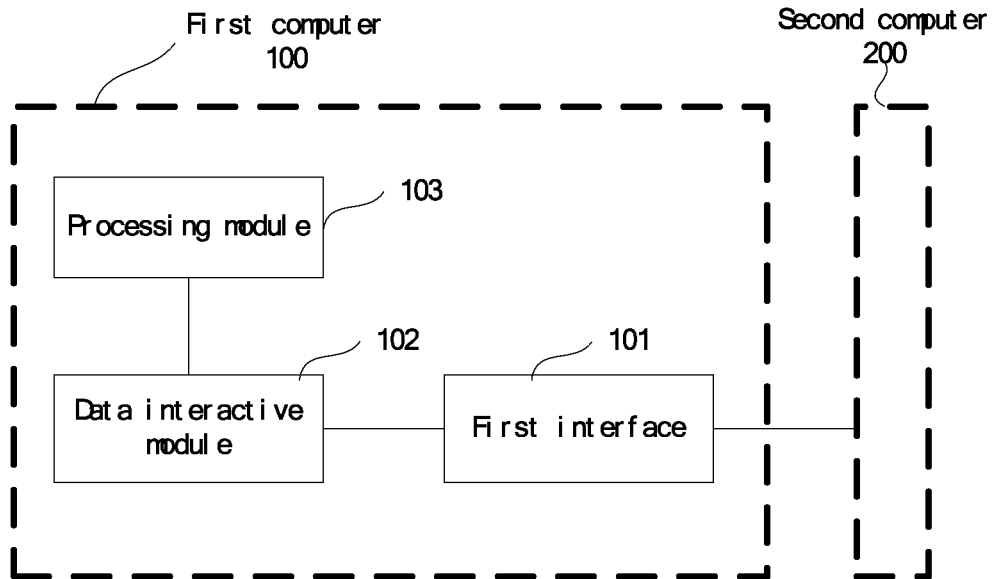 First computer
100
Second computer
200
103
Processing module
102
101
Data interactive
module
First interface